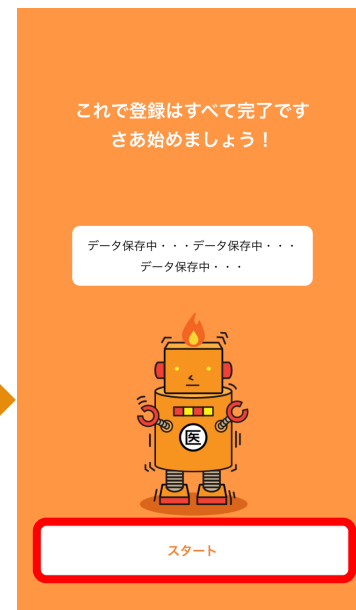 これで登録はすべて完了です
さあ始めましょう！
データ保存中・・・データ保存中・・・
データ保存中・・・
医
スタート